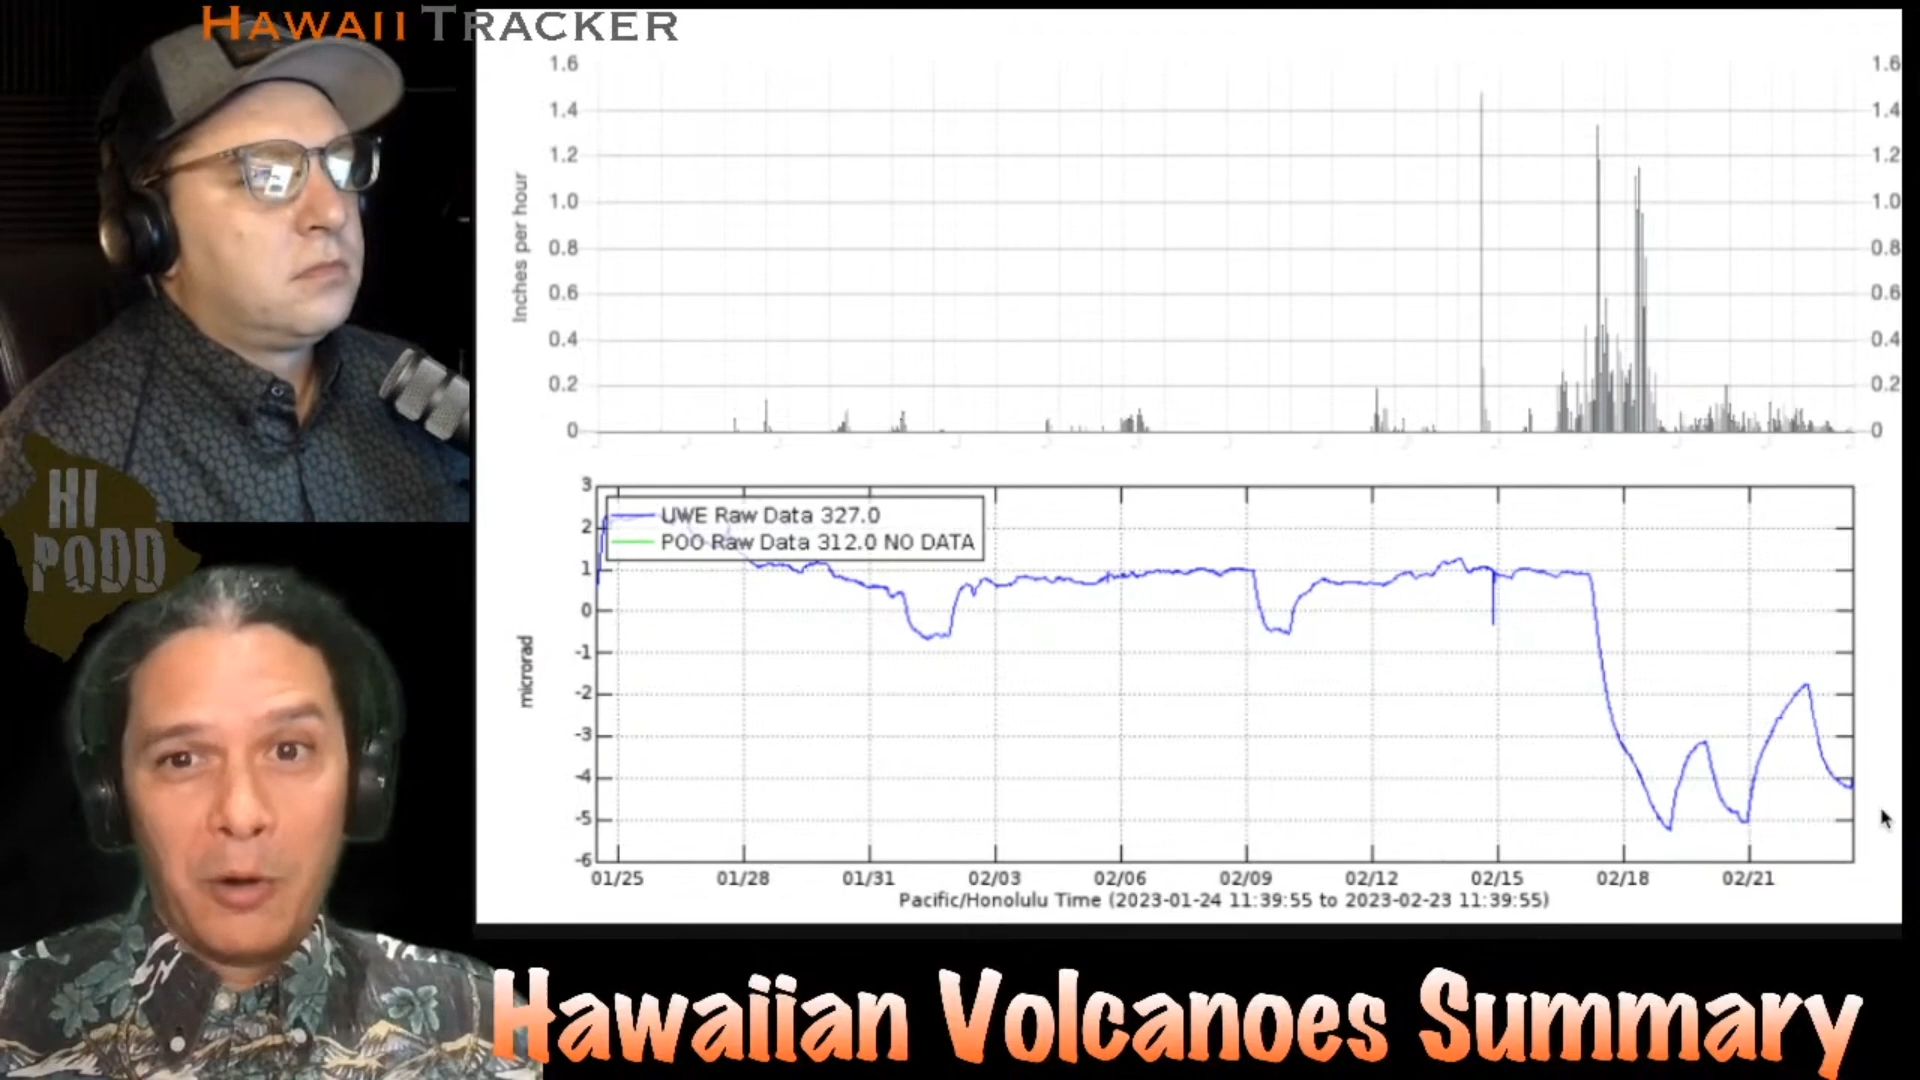 HAWAII TRACKER
1.6
1.6
1.4
1.4
1.2
1.2
1.0
1.0
0.8
0.8
0.6
0.6
0.4
0.4
0.2
0.2
0
0
Inches per hour
HI
PODD
3
2
1
0
-1
-2
-3
-4
-5
-6
microrad
UWE Raw Data 327.0
POO Raw Data 312.0 NO DATA
01/25 01/28 01/31 02/03 02/06 02/09 02/12 02/15 02/18 02/21
Pacific/Honolulu Time (2023-01-24 11:39:55 to 2023-02-23 11:39:55)
Hawaiian Volcanoes Summary